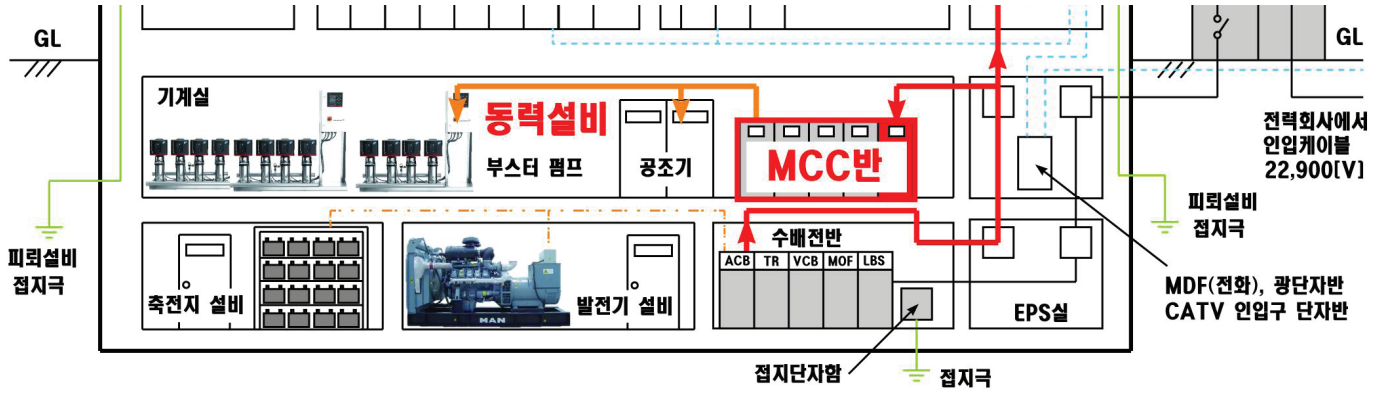 GL
GL
기계실
동력설비
부스터 펌프
공조기
MCC반
전력회사에서
인입케이블
22,900[V]
피뢰설비
접지극
피뢰설비
접지극
축전지 설비
MAN
발전기 설비
수배전반
ACB TR VCB MOF LBS
EPS실
MDF(전화), 광단자반
CATV 인입구 단자반
접지단자함
접지극